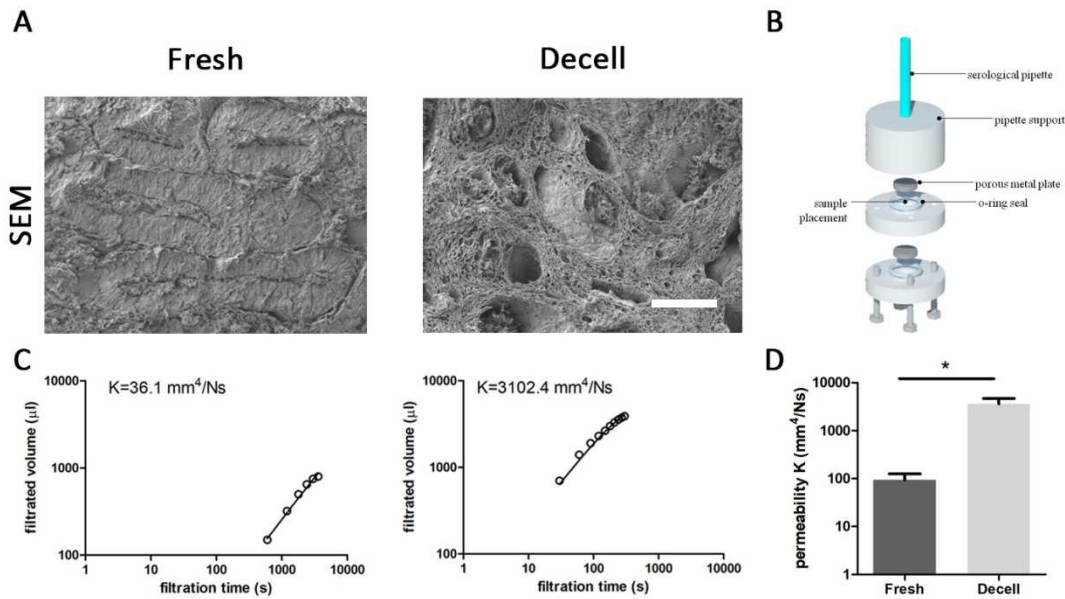 A
Fresh
Decell
SEM
B
serological pipette
pipette support
porous metal plate
sample
placement
o-ring seal
C
K=36.1 mm⁴/Ns
filtrated volume (µl)
10000
1000
100
1
10
100
1000
10000
filtration time (s)
K=3102.4 mm⁴/Ns
filtrated volume (µl)
10000
1000
100
1
10
100
1000
10000
filtration time (s)
D
*
permeability K (mm⁴/Ns)
10000
1000
100
10
1
Fresh
Decell